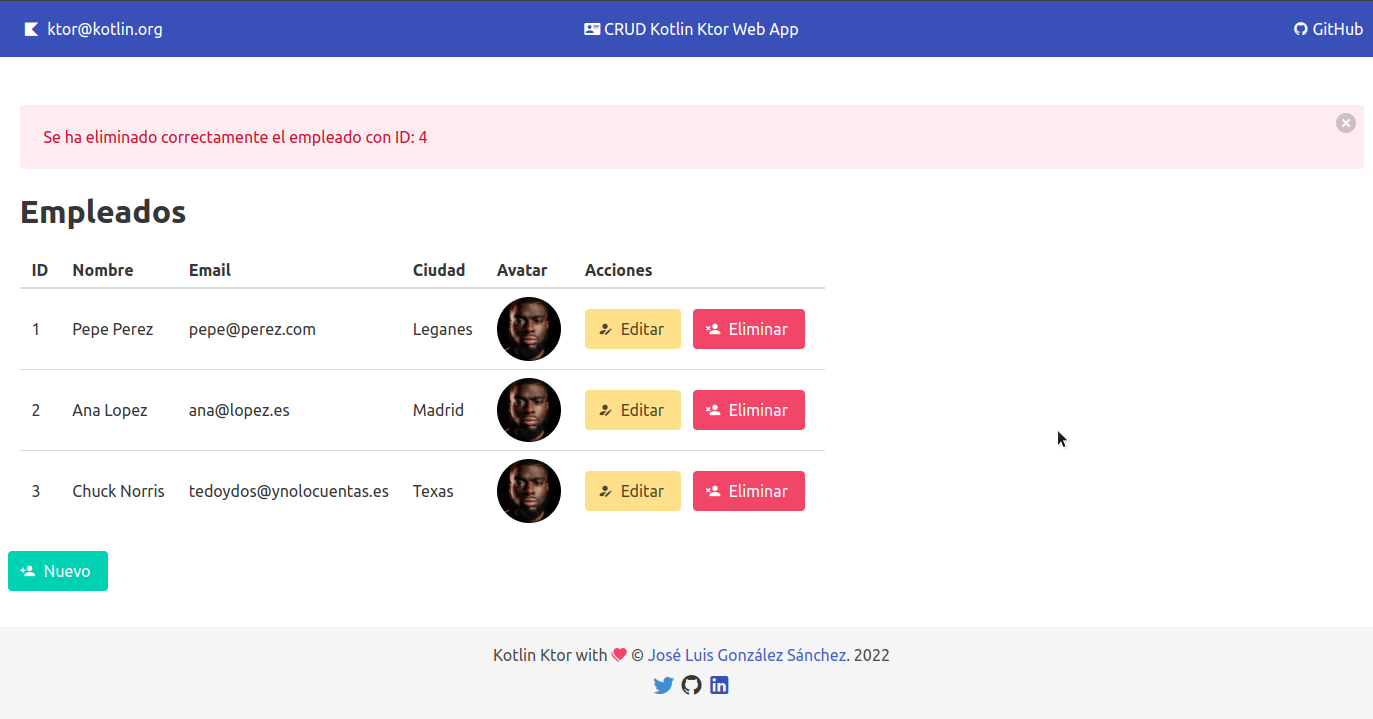 ktor@kotlin.org CRUD Kotlin Ktor Web App GitHub
Se ha eliminado correctamente el empleado con ID: 4
Empleados
ID Nombre Email Ciudad Avatar Acciones
1 Pepe Perez pepe@perez.com Leganes Editar Eliminar
2 Ana Lopez ana@lopez.es Madrid Editar Eliminar
3 Chuck Norris tedoydos@ynolocuentas.es Texas Editar Eliminar
Nuevo
Kotlin Ktor with © José Luis González Sánchez. 2022